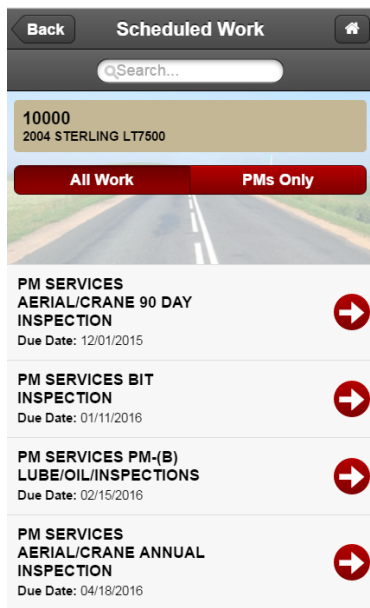 Back
Scheduled Work
Search...
10000
2004 STERLING LT7500
All Work
PMs Only
PM SERVICES
AERIAL/CRANE 90 DAY
INSPECTION
Due Date: 12/01/2015
PM SERVICES BIT
INSPECTION
Due Date: 01/11/2016
PM SERVICES PM-(B)
LUBE/OIL/INSPECTIONS
Due Date: 02/15/2016
PM SERVICES
AERIAL/CRANE ANNUAL
INSPECTION
Due Date: 04/18/2016